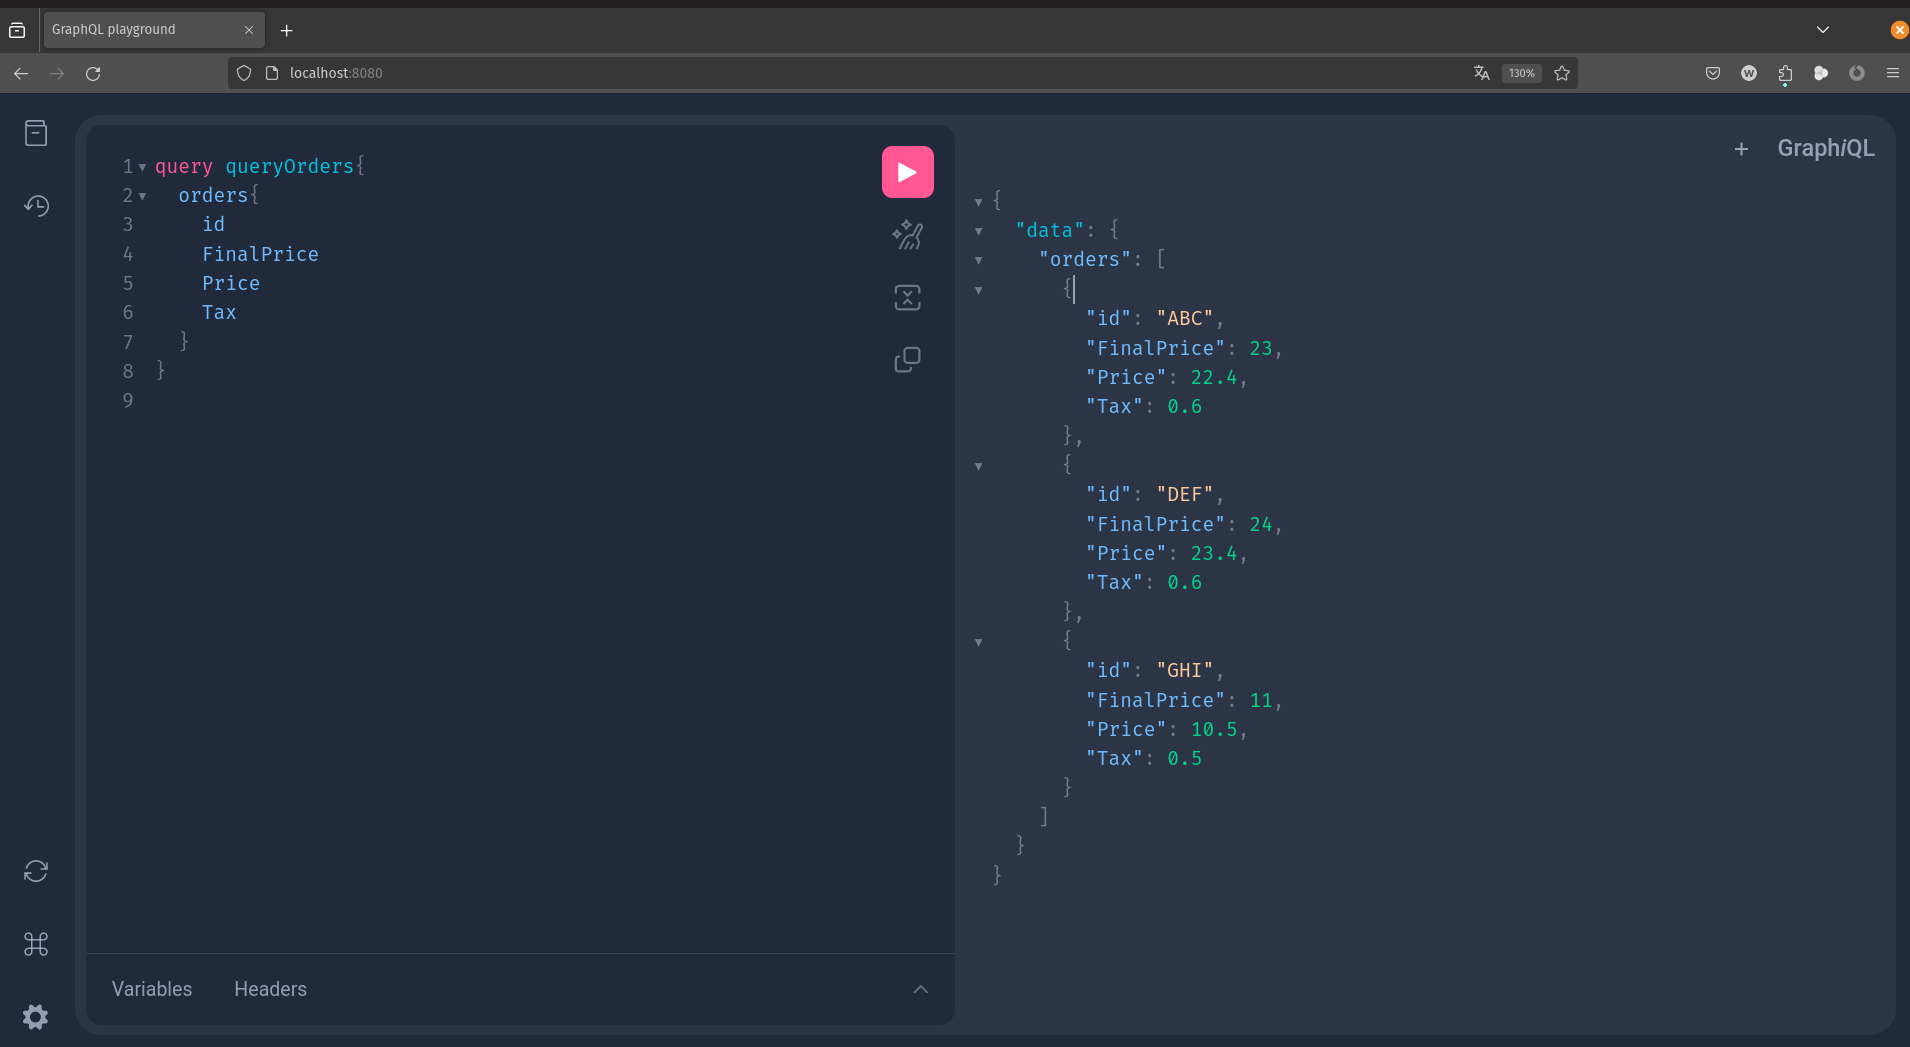 GraphQL playground
localhost:8080
130%
W
1 query queryOrders{
2   orders{
3     id
4     FinalPrice
5     Price
6     Tax
7   }
8 }
9
Variables Headers
+ GraphiQL
{
  "data": {
    "orders": [
      {
        "id": "ABC",
        "FinalPrice": 23,
        "Price": 22.4,
        "Tax": 0.6
      },
      {
        "id": "DEF",
        "FinalPrice": 24,
        "Price": 23.4,
        "Tax": 0.6
      },
      {
        "id": "GHI",
        "FinalPrice": 11,
        "Price": 10.5,
        "Tax": 0.5
      }
    ]
  }
}